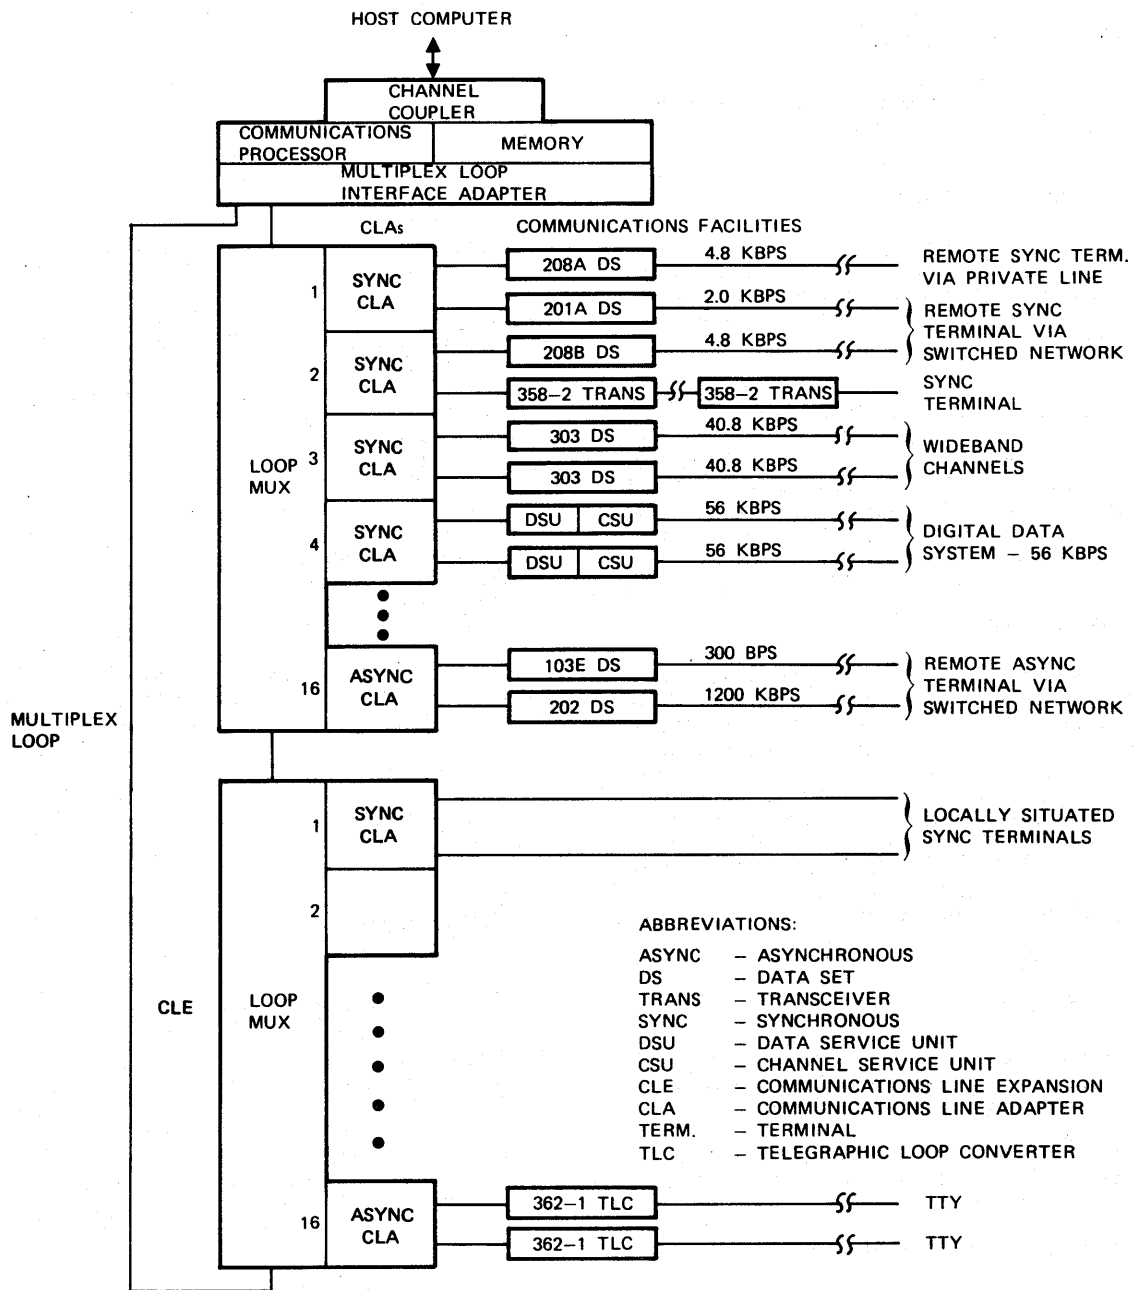 HOST COMPUTER
CHANNEL
COUPLER
COMMUNICATIONS
PROCESSOR
MEMORY
MULTIPLEX LOOP
INTERFACE ADAPTER
CLAs
COMMUNICATIONS FACILITIES
LOOP
MUX
1
SYNC
CLA
208A DS
4.8 KBPS
REMOTE SYNC TERM.
VIA PRIVATE LINE
201A DS
2.0 KBPS
REMOTE SYNC
TERMINAL VIA
SWITCHED NETWORK
2
SYNC
CLA
208B DS
4.8 KBPS
358–2 TRANS
358–2 TRANS
SYNC
TERMINAL
3
SYNC
CLA
303 DS
40.8 KBPS
303 DS
40.8 KBPS
WIDEBAND
CHANNELS
4
SYNC
CLA
DSU
CSU
56 KBPS
DSU
CSU
56 KBPS
DIGITAL DATA
SYSTEM – 56 KBPS
16
ASYNC
CLA
103E DS
300 BPS
202 DS
1200 KBPS
REMOTE ASYNC
TERMINAL VIA
SWITCHED NETWORK
MULTIPLEX
LOOP
1
SYNC
CLA
LOCALLY SITUATED
SYNC TERMINALS
2
CLE
LOOP
MUX
ABBREVIATIONS:
ASYNC – ASYNCHRONOUS
DS – DATA SET
TRANS – TRANSCEIVER
SYNC – SYNCHRONOUS
DSU – DATA SERVICE UNIT
CSU – CHANNEL SERVICE UNIT
CLE – COMMUNICATIONS LINE EXPANSION
CLA – COMMUNICATIONS LINE ADAPTER
TERM. – TERMINAL
TLC – TELEGRAPHIC LOOP CONVERTER
16
ASYNC
CLA
362–1 TLC
TTY
362–1 TLC
TTY